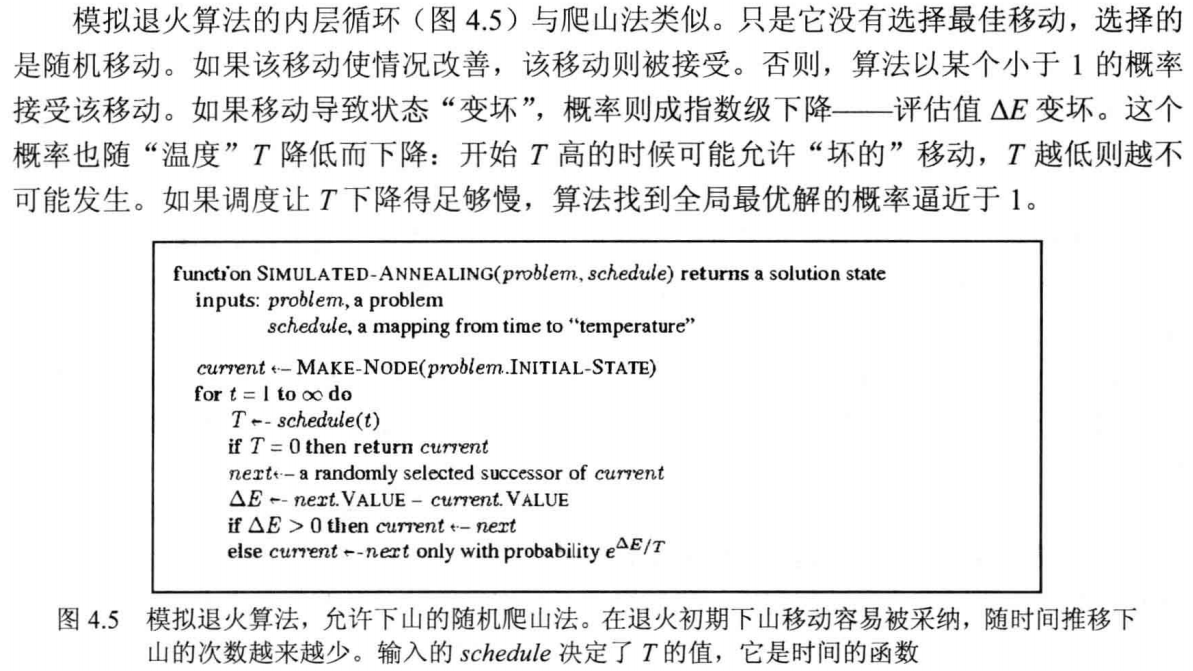 模拟退火算法的内层循环（图 4.5）与爬山法类似。只是它没有选择最佳移动，选择的
是随机移动。如果该移动使情况改善，该移动则被接受。否则，算法以某个小于 1 的概率
接受该移动。如果移动导致状态“变坏”，概率则成指数级下降——评估值 ΔE 变坏。这个
概率也随“温度”T 降低而下降：开始 T 高的时候可能允许“坏的”移动，T 越低则越不
可能发生。如果调度让 T 下降得足够慢，算法找到全局最优解的概率逼近于 1。
function SIMULATED-ANNEALING(problem, schedule) returns a solution state
inputs: problem, a problem
schedule, a mapping from time to “temperature”
current ← MAKE-NODE(problem.INITIAL-STATE)
for t = 1 to ∞ do
T ← schedule(t)
if T = 0 then return current
next ← a randomly selected successor of current
ΔE ← next.VALUE – current.VALUE
if ΔE > 0 then current ← next
else current ← next only with probability e^{ΔE/T}
图 4.5 模拟退火算法，允许下山的随机爬山法。在退火初期下山移动容易被采纳，随时间推移下
山的次数越来越少。输入的 schedule 决定了 T 的值，它是时间的函数